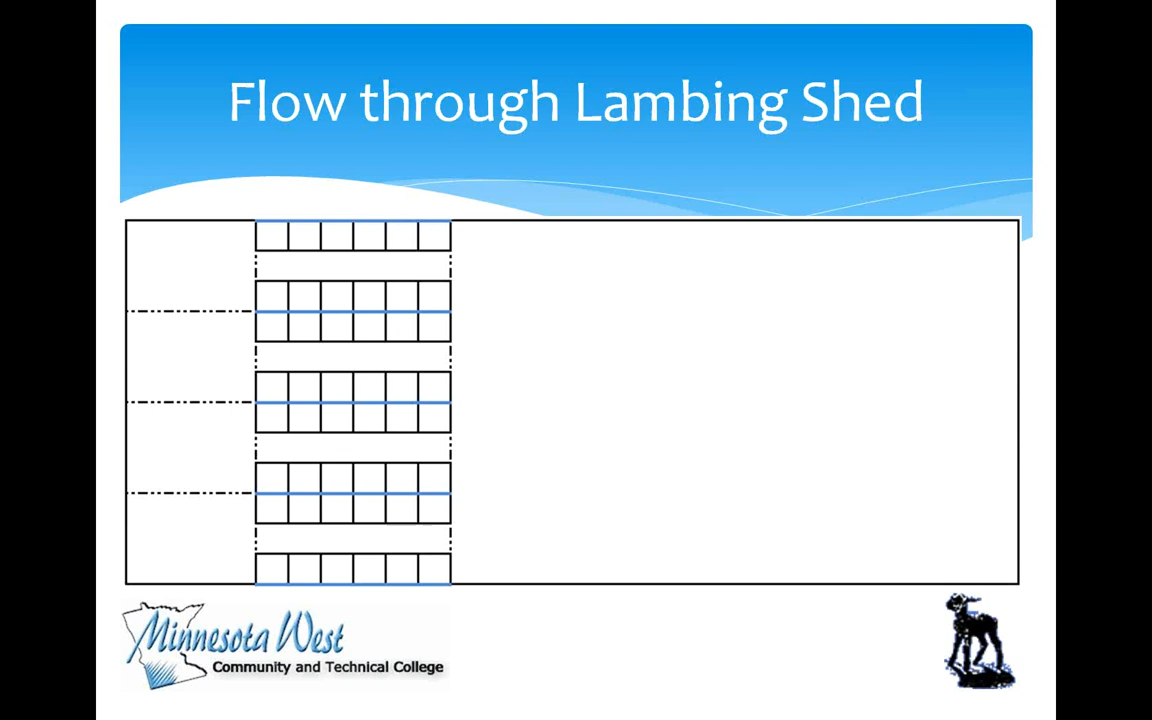 Flow through Lambing Shed
Minnesota West
Community and Technical College